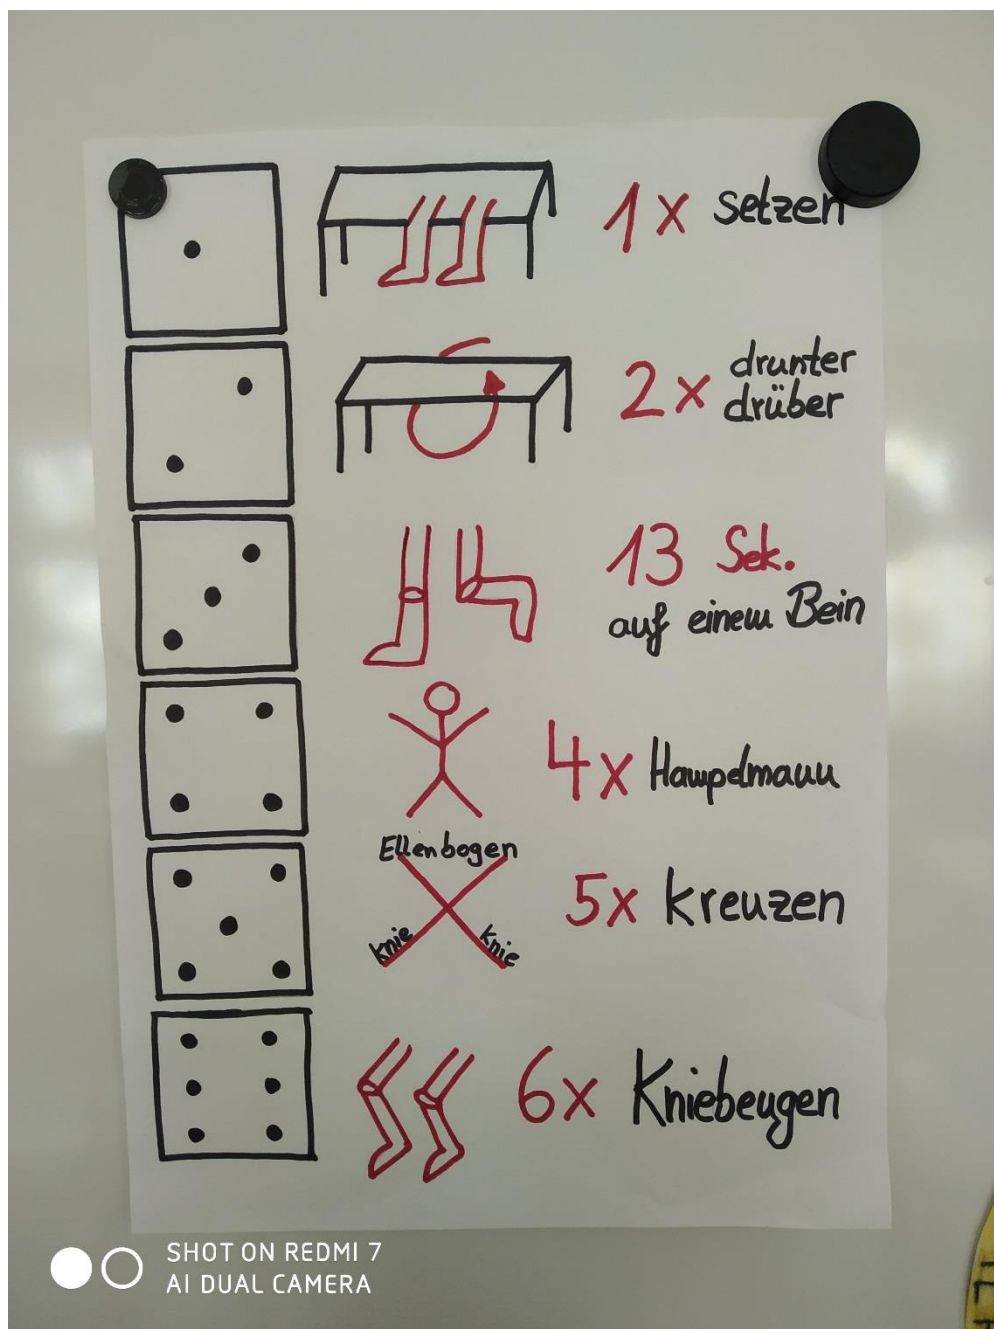 1x setzen
2x drunter
drüber
13 Sek.
auf einem Bein
4x Hampelmann
Ellenbogen
5x kreuzen
knie knie
6x Kniebeugen
SHOT ON REDMI 7
AI DUAL CAMERA